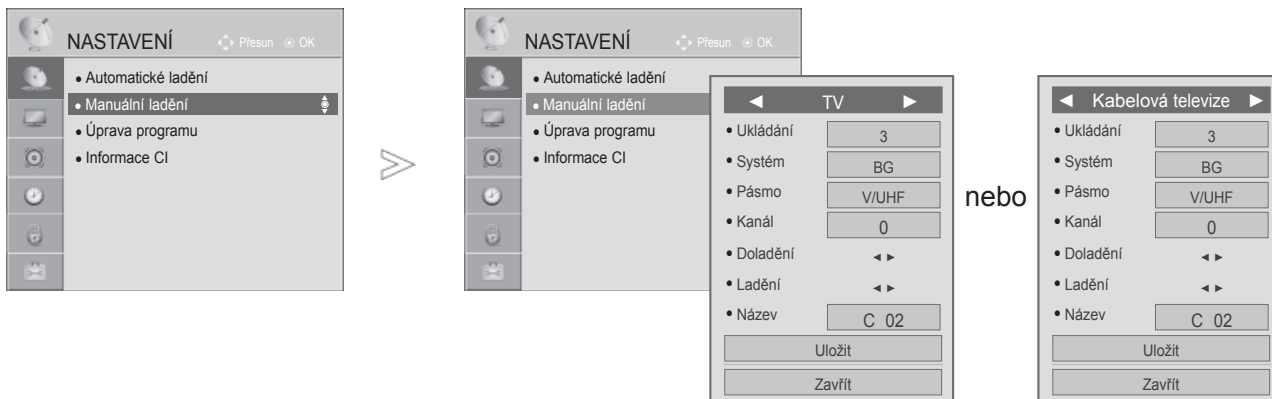 NASTAVENÍ Přesun OK
• Automatické ladění
• Manuální ladění
• Úprava programu
• Informace CI
NASTAVENÍ Přesun OK
• Automatické ladění
• Manuální ladění
• Úprava programu
• Informace CI
◄ TV ►
• Ukládání 3
• Systém BG
• Pásmo V/UHF
• Kanál 0
• Doladění ◄ ►
• Ladění ◄ ►
• Název C 02
Uložit
Zavřít
nebo
◄ Kabelová televize ►
• Ukládání 3
• Systém BG
• Pásmo V/UHF
• Kanál 0
• Doladění ◄ ►
• Ladění ◄ ►
• Název C 02
Uložit
Zavřít